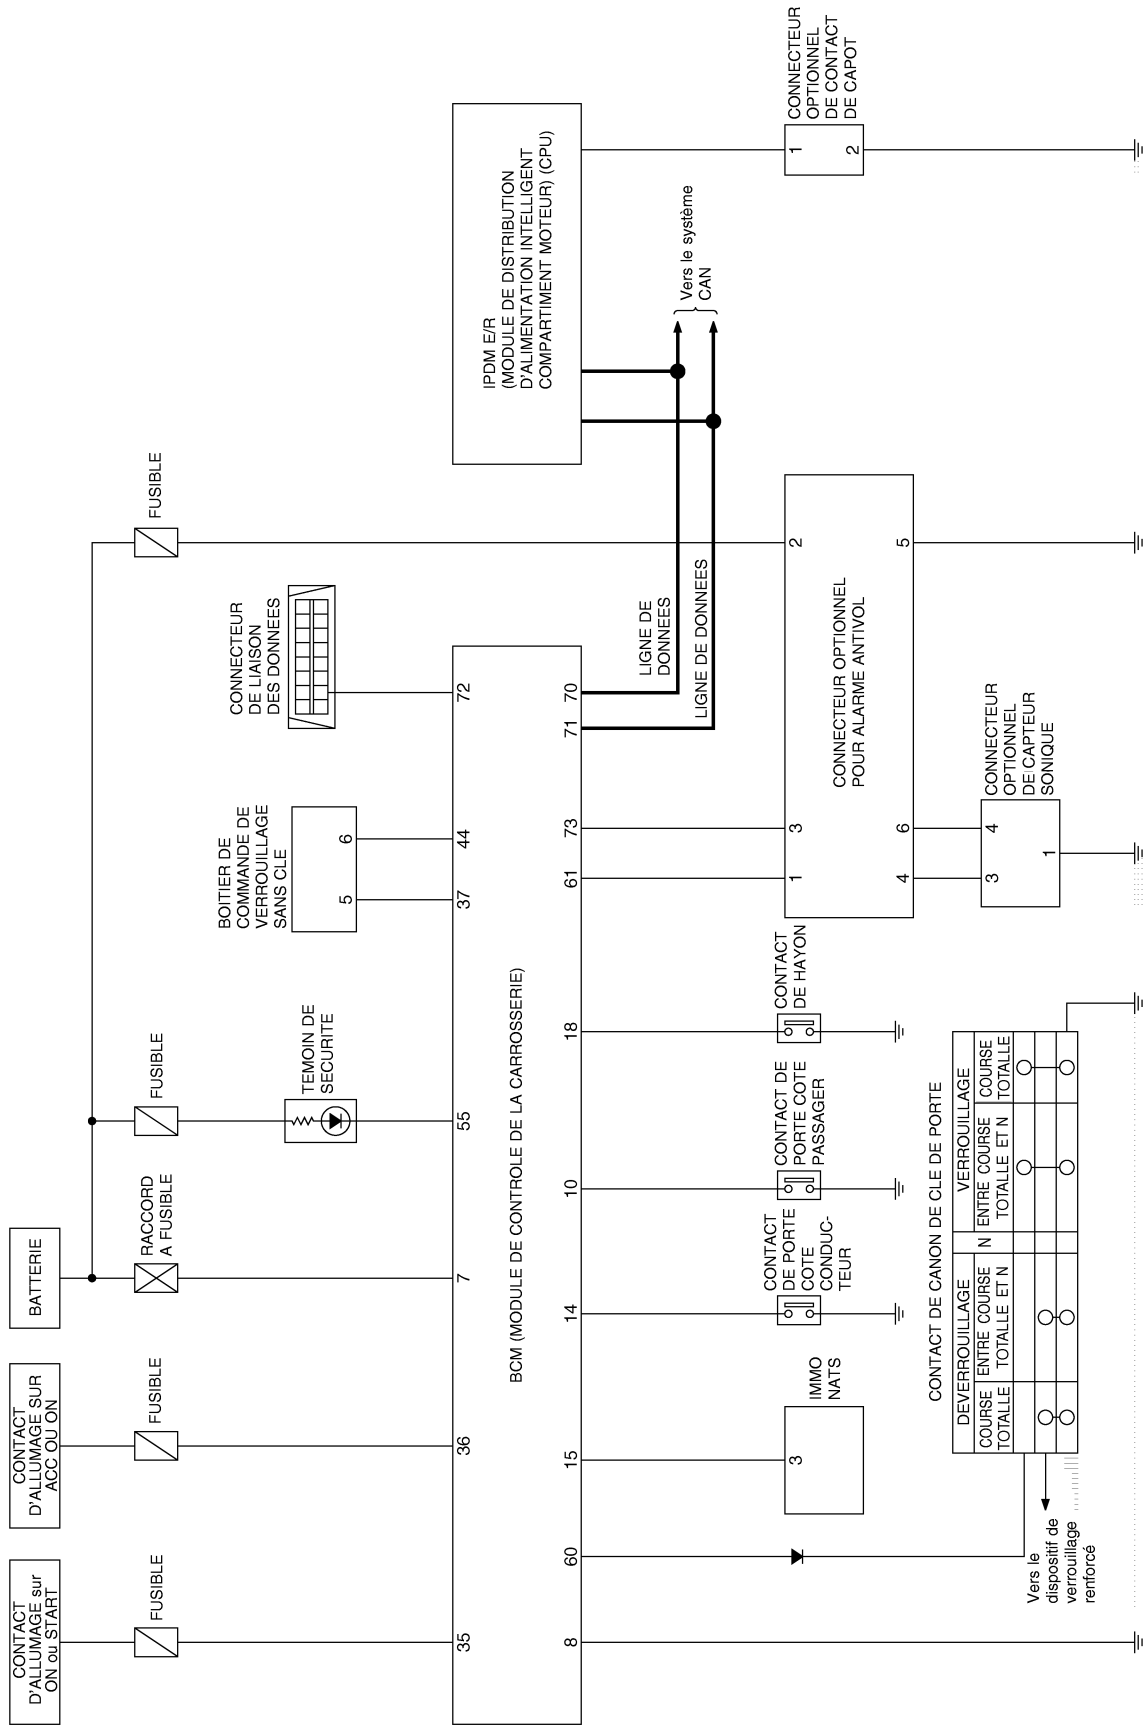 CONTACT
D'ALLUMAGE sur
ON ou START
CONTACT
D'ALLUMAGE SUR
ACC OU ON
BATTERIE
FUSIBLE
FUSIBLE
RACCORD
A FUSIBLE
FUSIBLE
FUSIBLE
TEMOIN DE
SECURITE
BOITIER DE
COMMANDE DE
VERROUILLAGE
SANS CLE
5
6
CONNECTEUR
DE LIAISON
DES DONNEES
35
36
7
55
37
44
72
BCM (MODULE DE CONTROLE DE LA CARROSSERIE)
8
60
15
14
10
18
61
73
71
70
IPDM E/R
(MODULE DE DISTRIBUTION
D'ALIMENTATION INTELLIGENT
COMPARTIMENT MOTEUR) (CPU)
LIGNE DE
DONNEES
LIGNE DE DONNEES
Vers le système
CAN
3
IMMO
NATS
CONTACT
DE PORTE
COTE
CONDUC-
TEUR
CONTACT DE
PORTE COTE
PASSAGER
CONTACT
DE HAYON
1
3
2
CONNECTEUR OPTIONNEL
POUR ALARME ANTIVOL
4
6
5
CONNECTEUR
OPTIONNEL
DE CONTACT
DE CAPOT
1
2
CONNECTEUR
OPTIONNEL
DE CAPTEUR
SONIQUE
3
4
1
CONTACT DE CANON DE CLE DE PORTE
DEVERROUILLAGE
N
VERROUILLAGE
COURSE
TOTALLE
ENTRE COURSE
TOTALLE ET N
ENTRE COURSE
TOTALLE ET N
COURSE
TOTALLE
Vers le
dispositif de
verrouillage
renforcé